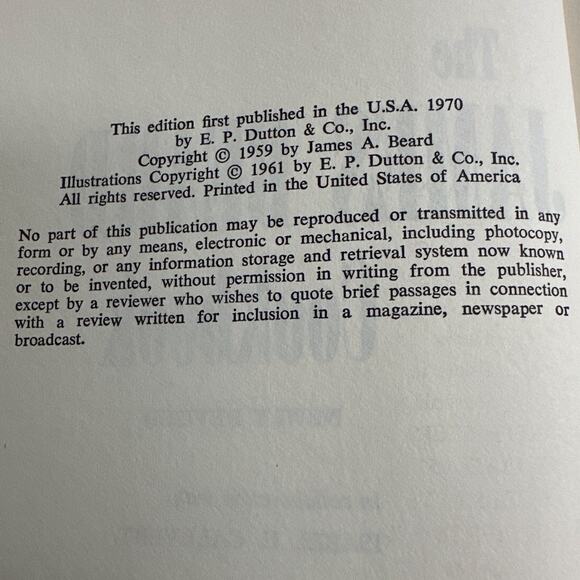 This edition first published in the U.S.A. 1970
by E. P. Dutton & Co., Inc.
Copyright © 1959 by James A. Beard
Illustrations Copyright © 1961 by E. P. Dutton & Co., Inc.
All rights reserved. Printed in the United States of America
No part of this publication may be reproduced or transmitted in any
form or by any means, electronic or mechanical, including photocopy,
recording, or any information storage and retrieval system now known
or to be invented, without permission in writing from the publisher,
except by a reviewer who wishes to quote brief passages in connection
with a review written for inclusion in a magazine, newspaper or
broadcast.